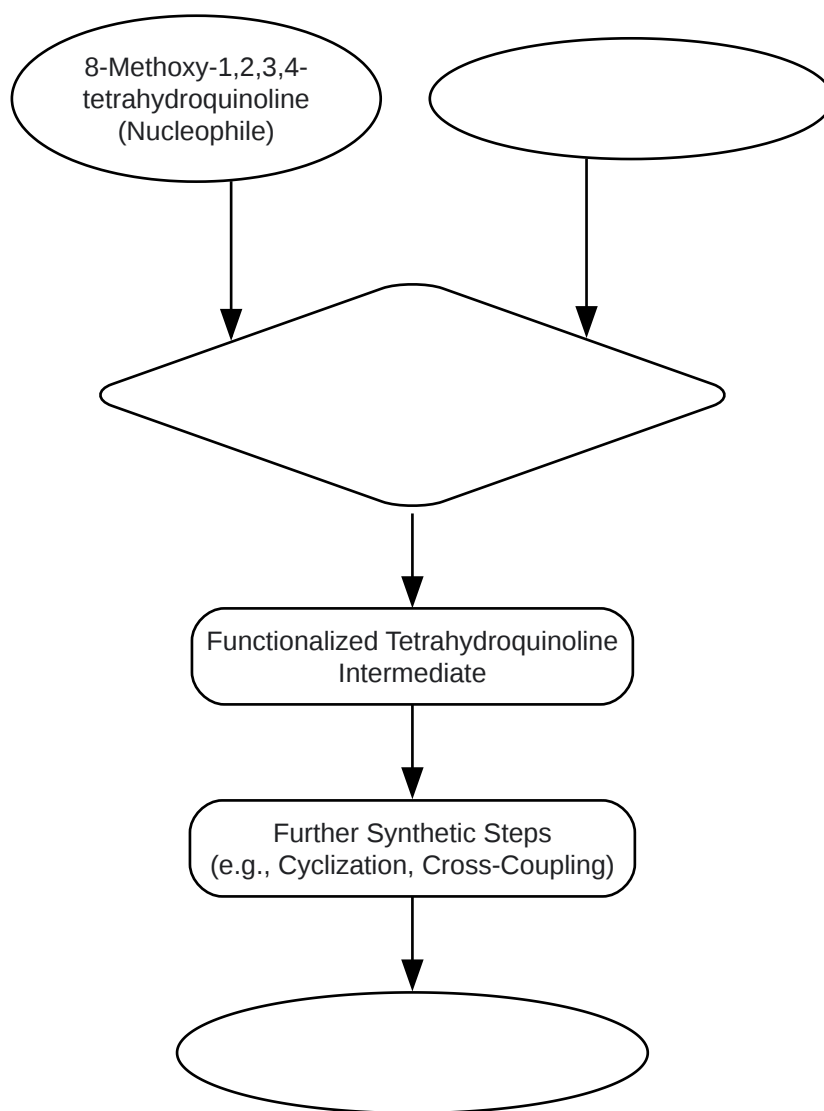 8-Methoxy-1,2,3,4-
tetrahydroquinoline
(Nucleophile)
Functionalized Tetrahydroquinoline
Intermediate
Further Synthetic Steps
(e.g., Cyclization, Cross-Coupling)